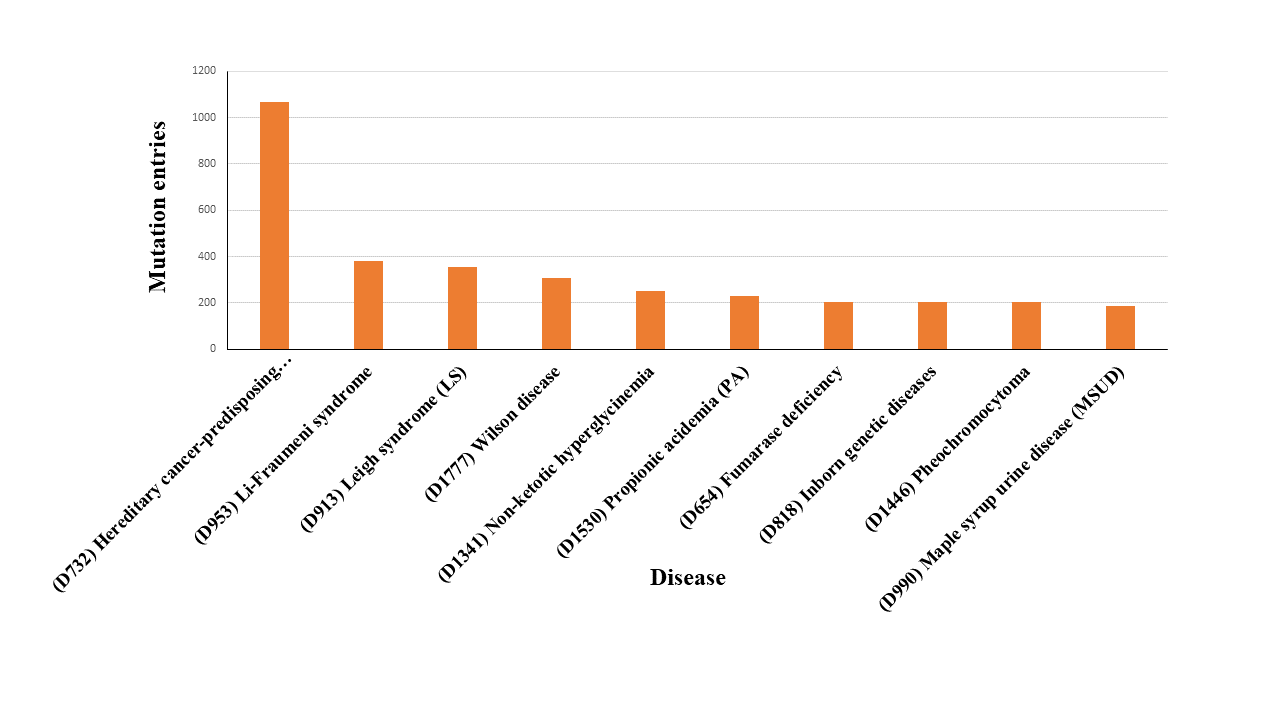 Mutation entries
1200
1000
800
600
400
200
0
(D732) Hereditary cancer-predisposing…
(D953) Li-Fraumeni syndrome
(D913) Leigh syndrome (LS)
(D1777) Wilson disease
(D1341) Non-ketotic hyperglycinemia
(D1530) Propionic acidemia (PA)
(D654) Fumarase deficiency
(D818) Inborn genetic diseases
(D1446) Pheochromocytoma
(D990) Maple syrup urine disease (MSUD)
Disease